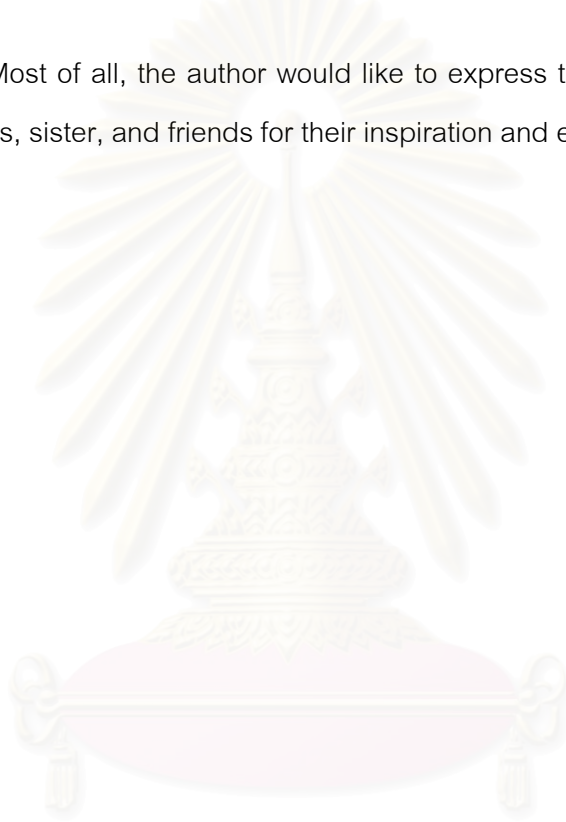 Most of all, the author would like to express
sister, and friends for their inspiration and